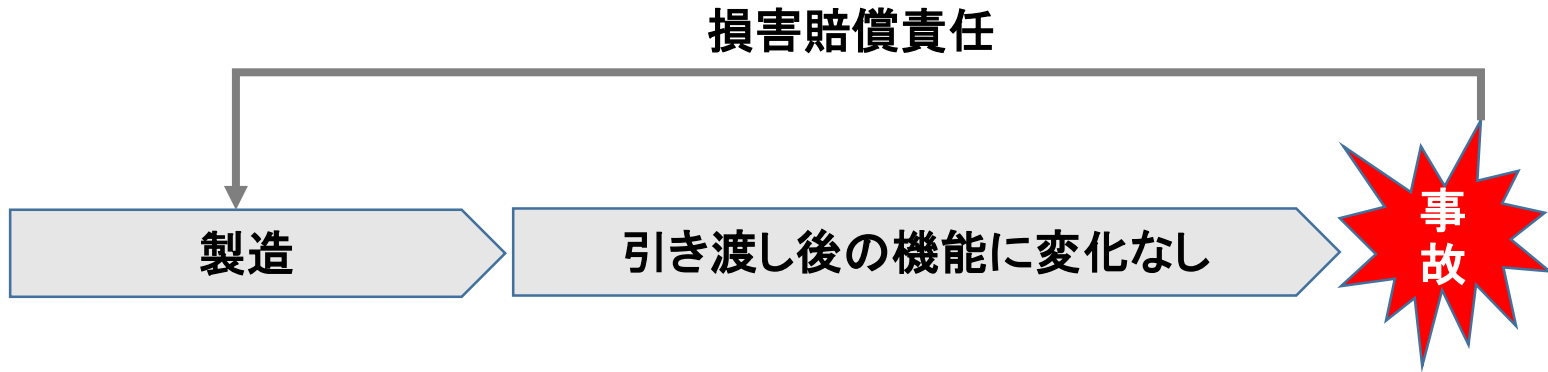 損害賠償責任
製造
引き渡し後の機能に変化なし
事
故